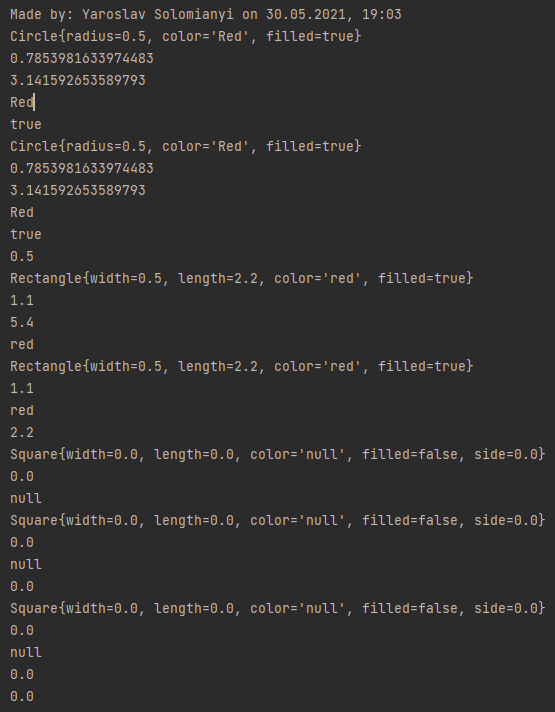 Made by: Yaroslav Solomianyi on 30.05.2021, 19:03
Circle{radius=0.5, color='Red', filled=true}
0.7853981633974483
3.141592653589793
Red
true
Circle{radius=0.5, color='Red', filled=true}
0.7853981633974483
3.141592653589793
Red
true
0.5
Rectangle{width=0.5, length=2.2, color='red', filled=true}
1.1
5.4
red
Rectangle{width=0.5, length=2.2, color='red', filled=true}
1.1
red
2.2
Square{width=0.0, length=0.0, color='null', filled=false, side=0.0}
0.0
null
Square{width=0.0, length=0.0, color='null', filled=false, side=0.0}
0.0
null
0.0
Square{width=0.0, length=0.0, color='null', filled=false, side=0.0}
0.0
null
0.0
0.0